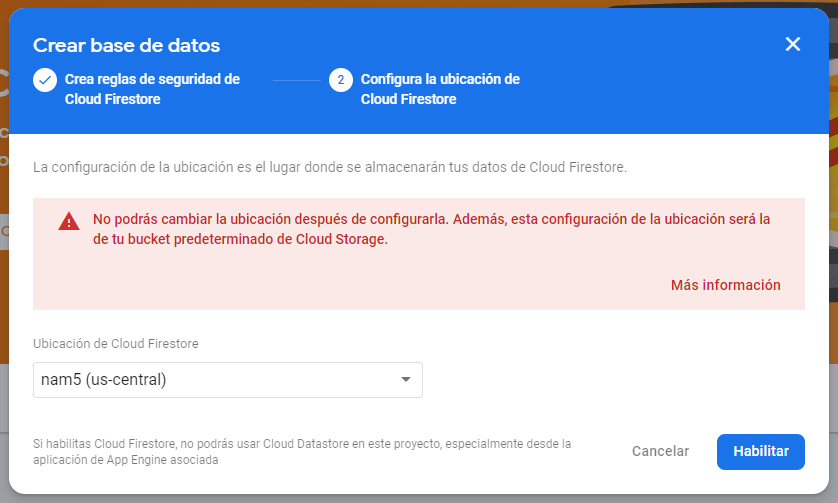 Crear base de datos
Crea reglas de seguridad de
Cloud Firestore
2
Configura la ubicación de
Cloud Firestore
La configuración de la ubicación es el lugar donde se almacenarán tus datos de Cloud Firestore.
No podrás cambiar la ubicación después de configurarla. Además, esta configuración de la ubicación será la
de tu bucket predeterminado de Cloud Storage.
Más información
Ubicación de Cloud Firestore
nam5 (us-central)
Si habilitas Cloud Firestore, no podrás usar Cloud Datastore en este proyecto, especialmente desde la
aplicación de App Engine asociada
Cancelar
Habilitar